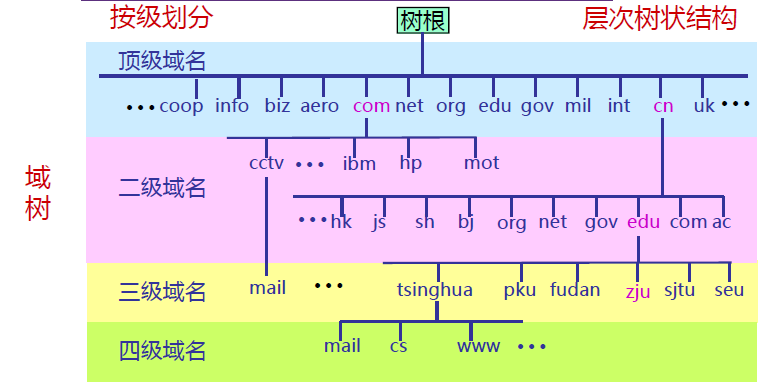 按级划分 树根 层次树状结构
顶级域名
••• coop info biz aero com net org edu gov mil int cn uk •••
cctv ••• ibm hp mot
域树
二级域名
••• hk js sh bj org net gov edu com ac
三级域名 mail ••• tsinghua pku fudan zju sjtu seu
四级域名 mail cs www •••